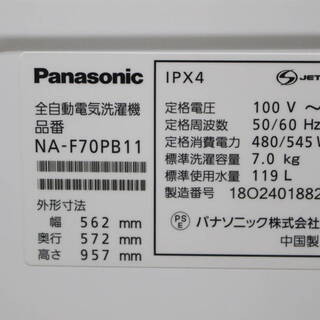 Panasonic
全自動電気洗濯機
品番
NA-F70PB11
外形寸法
幅 562 mm
奥行 572 mm
高さ 957 mm
IPX4
JET
定格電圧 100 V ～
定格周波数 50/60 Hz
定格消費電力 480/545 W
標準洗濯容量 7.0 kg
標準使用水量 119 L
製造番号 18O2401882
PS
E
パナソニック株式会
中国製